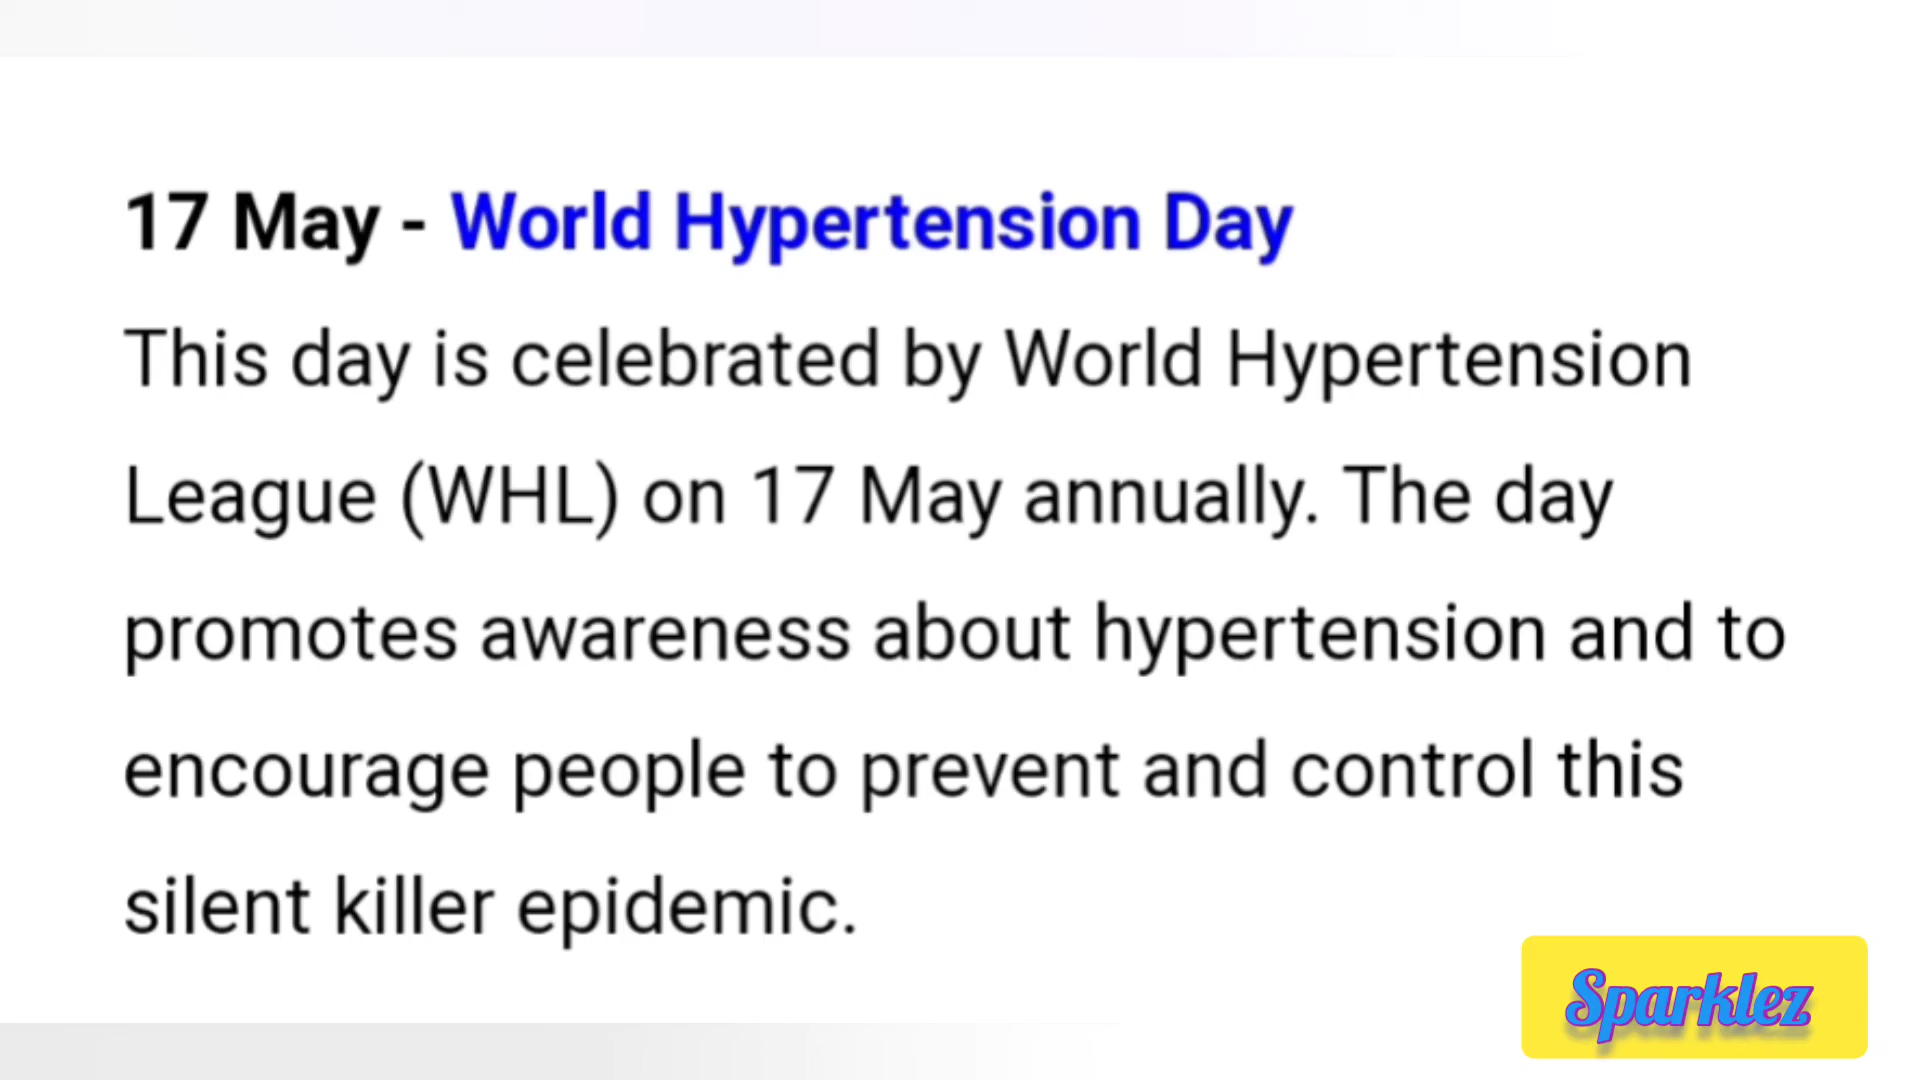 17 May - World Hypertension Day
This day is celebrated by World Hypertension
League (WHL) on 17 May annually. The day
promotes awareness about hypertension and to
encourage people to prevent and control this
silent killer epidemic.
Sparklez